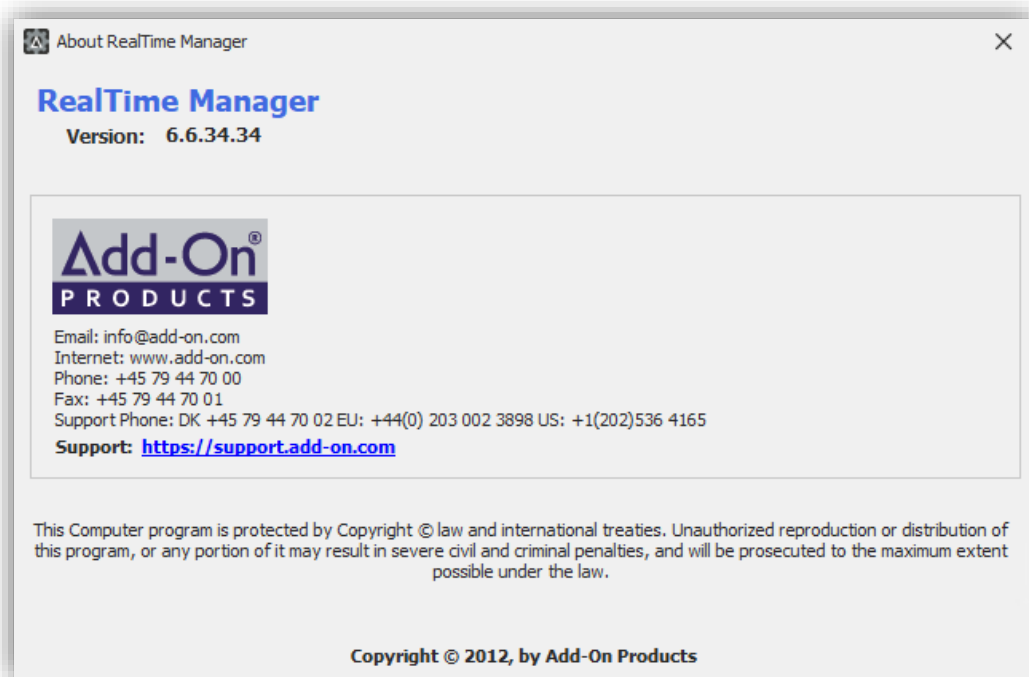 About RealTime Manager
RealTime Manager
Version: 6.6.34.34
Add-On®
PRODUCTS
Email: info@add-on.com
Internet: www.add-on.com
Phone: +45 79 44 70 00
Fax: +45 79 44 70 01
Support Phone: DK +45 79 44 70 02 EU: +44(0) 203 002 3898 US: +1(202)536 4165
Support: https://support.add-on.com
This Computer program is protected by Copyright © law and international treaties. Unauthorized reproduction or distribution of
this program, or any portion of it may result in severe civil and criminal penalties, and will be prosecuted to the maximum extent
possible under the law.
Copyright © 2012, by Add-On Products